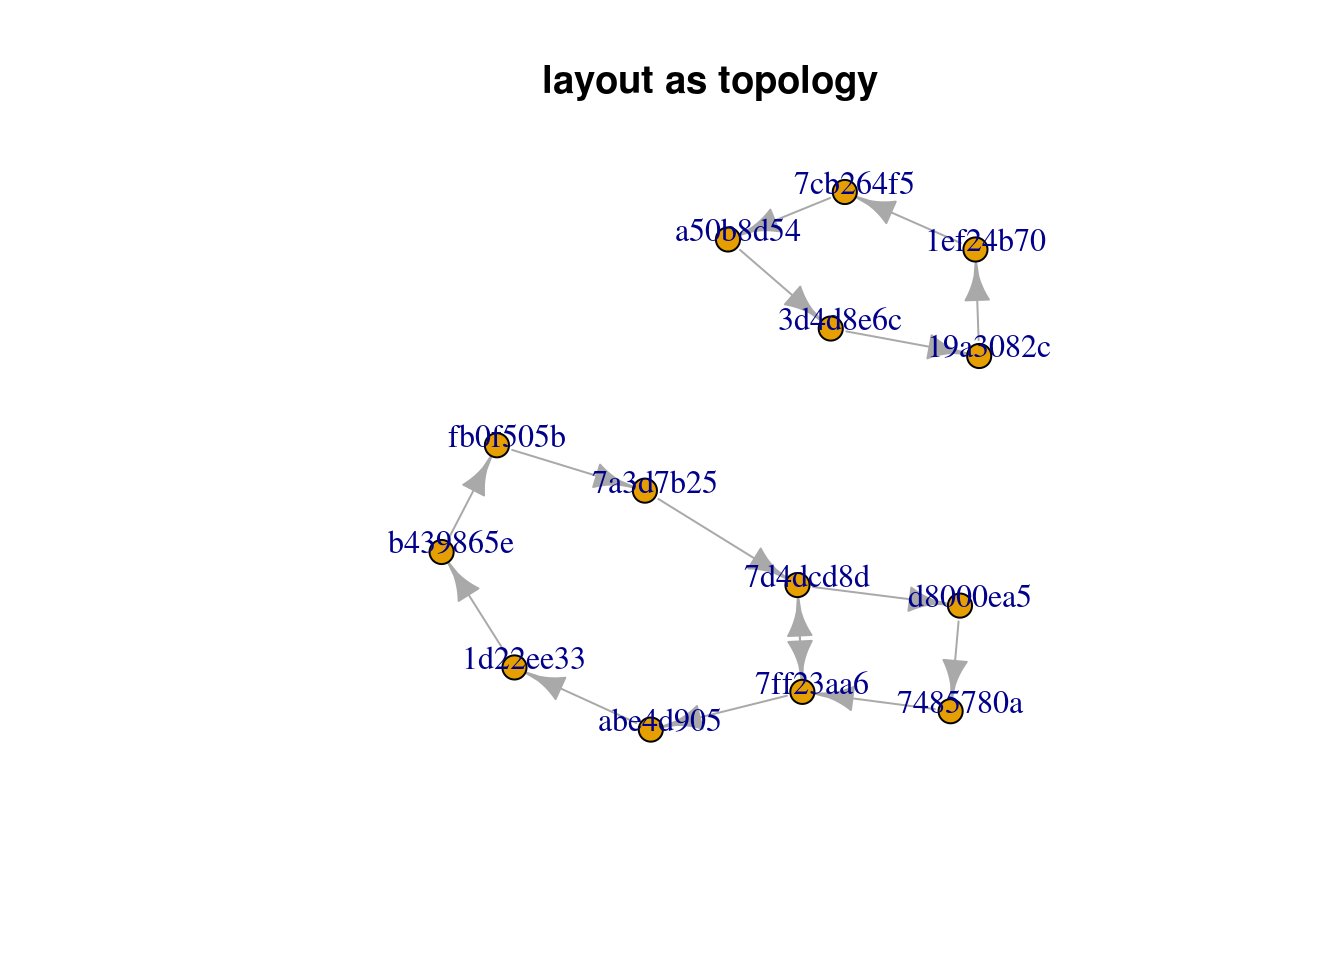 layout as topology
7cb264f5
a50b8d54
1ef24b70
3d4d8e6c
19a3082c
fb0f505b
7a3d7b25
b439865e
7d4dcd8d
d8000ea5
1d22ee33
7ff23aa6
7485780a
abe4d905